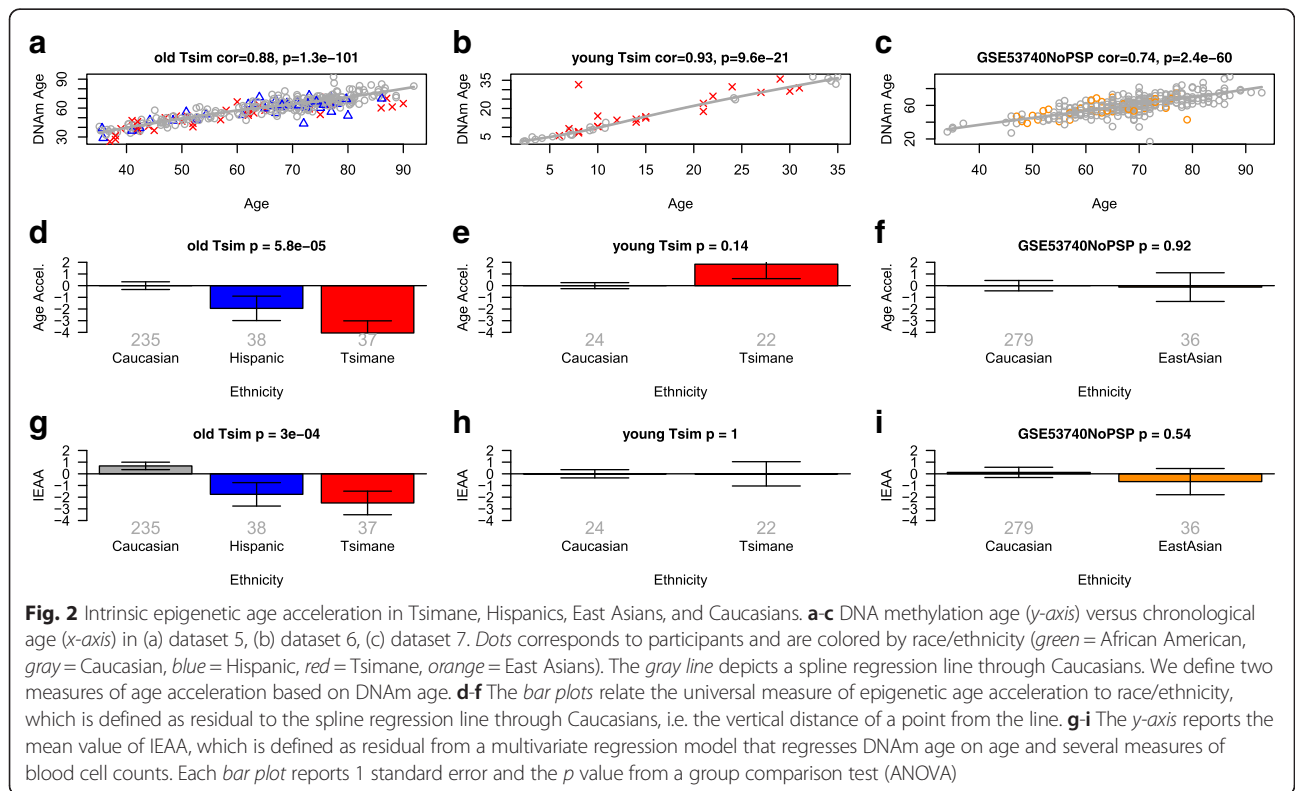 a
old Tsim cor=0.88, p=1.3e−101
DNAm Age
30 60 90
40 50 60 70 80 90
Age
b
young Tsim cor=0.93, p=9.6e−21
DNAm Age
5 20 35
5 10 15 20 25 30 35
Age
c
GSE53740NoPSP cor=0.74, p=2.4e−60
DNAm Age
20 60
40 50 60 70 80 90
Age
d
old Tsim p = 5.8e−05
Age Accel.
2
1
0
−1
−2
−3
−4
235 38 37
Caucasian Hispanic Tsimane
Ethnicity
e
young Tsim p = 0.14
Age Accel.
2
1
0
−1
−2
−3
−4
24 22
Caucasian Tsimane
Ethnicity
f
GSE53740NoPSP p = 0.92
Age Accel.
2
1
0
−1
−2
−3
−4
279 36
Caucasian EastAsian
Ethnicity
g
old Tsim p = 3e−04
IEAA
2
1
0
−1
−2
−3
−4
235 38 37
Caucasian Hispanic Tsimane
Ethnicity
h
young Tsim p = 1
IEAA
2
1
0
−1
−2
−3
−4
24 22
Caucasian Tsimane
Ethnicity
i
GSE53740NoPSP p = 0.54
IEAA
2
1
0
−1
−2
−3
−4
279 36
Caucasian EastAsian
Ethnicity
Fig. 2 Intrinsic epigenetic age acceleration in Tsimane, Hispanics, East Asians, and Caucasians. a-c DNA methylation age (y-axis) versus chronological
age (x-axis) in (a) dataset 5, (b) dataset 6, (c) dataset 7. Dots corresponds to participants and are colored by race/ethnicity (green = African American,
gray = Caucasian, blue = Hispanic, red = Tsimane, orange = East Asians). The gray line depicts a spline regression line through Caucasians. We define two
measures of age acceleration based on DNAm age. d-f The bar plots relate the universal measure of epigenetic age acceleration to race/ethnicity,
which is defined as residual to the spline regression line through Caucasians, i.e. the vertical distance of a point from the line. g-i The y-axis reports the
mean value of IEAA, which is defined as residual from a multivariate regression model that regresses DNAm age on age and several measures of
blood cell counts. Each bar plot reports 1 standard error and the p value from a group comparison test (ANOVA)